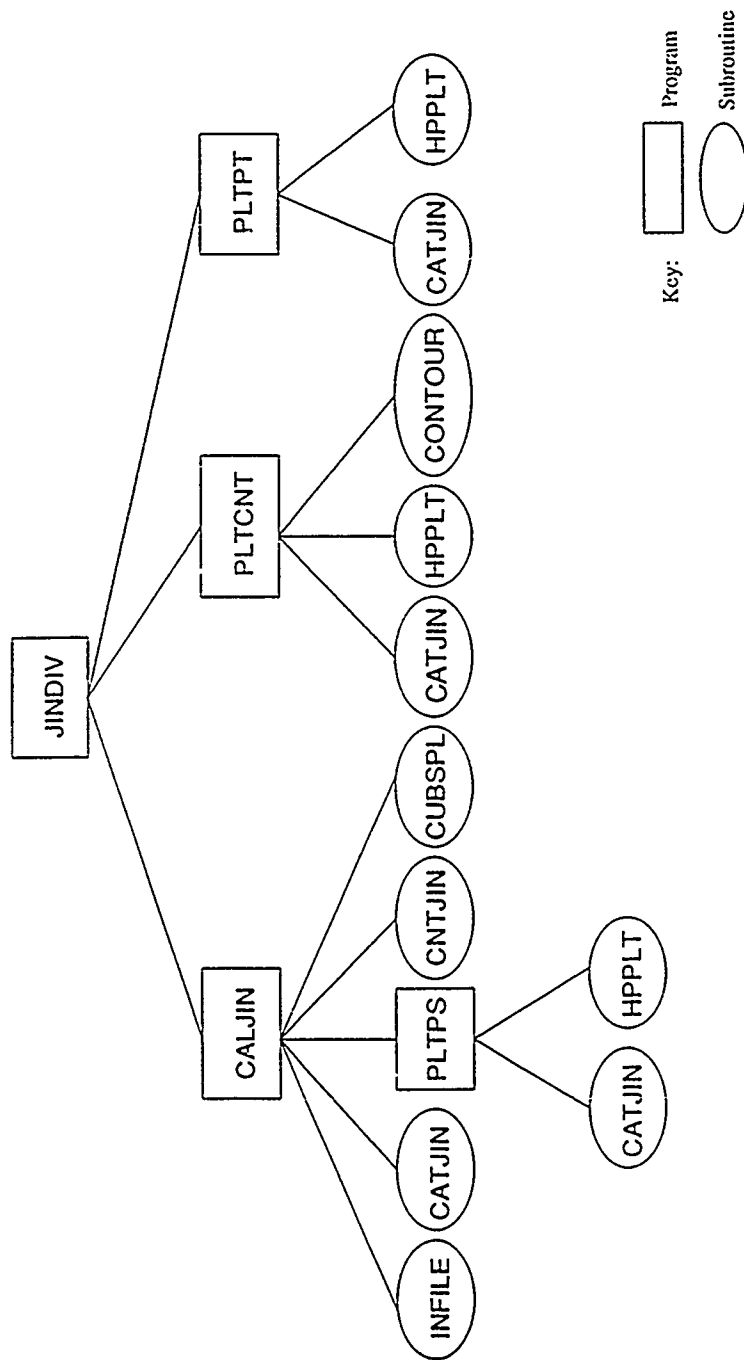 JINDIV
CALJIN
PLTCNT
PLTPT
INFILE
CATJIN
PLTPS
CNTJIN
CUBSPL
CATJIN
HPPLT
CONTOUR
CATJIN
HPPLT
CATJIN
HPPLT
Key:
Program
Subroutine